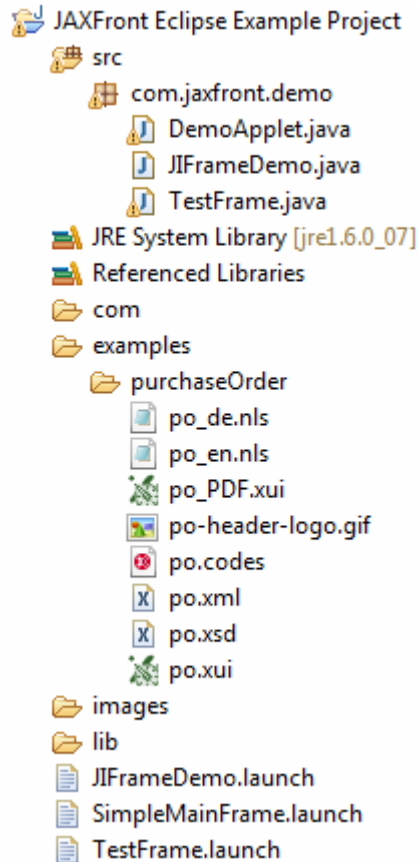 JAXFront Eclipse Example Project
src
com.jaxfront.demo
DemoApplet.java
JIFrameDemo.java
TestFrame.java
JRE System Library [jre1.6.0_07]
Referenced Libraries
com
examples
purchaseOrder
po_de.nls
po_en.nls
po_PDF.xui
po-header-logo.gif
po.codes
po.xml
po.xsd
po.xui
images
lib
JIFrameDemo.launch
SimpleMainFrame.launch
TestFrame.launch